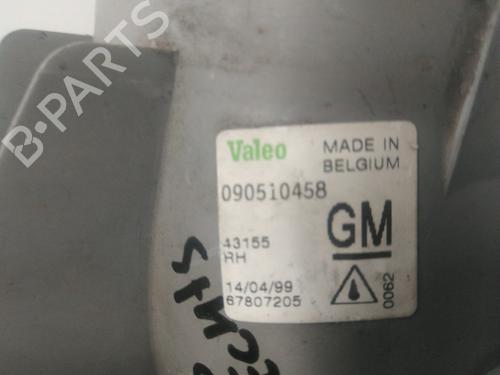 B-PARTS
Valeo
MADE IN
BELGIUM
090510458
43155
RH
GM
14/04/99
67807205
0062